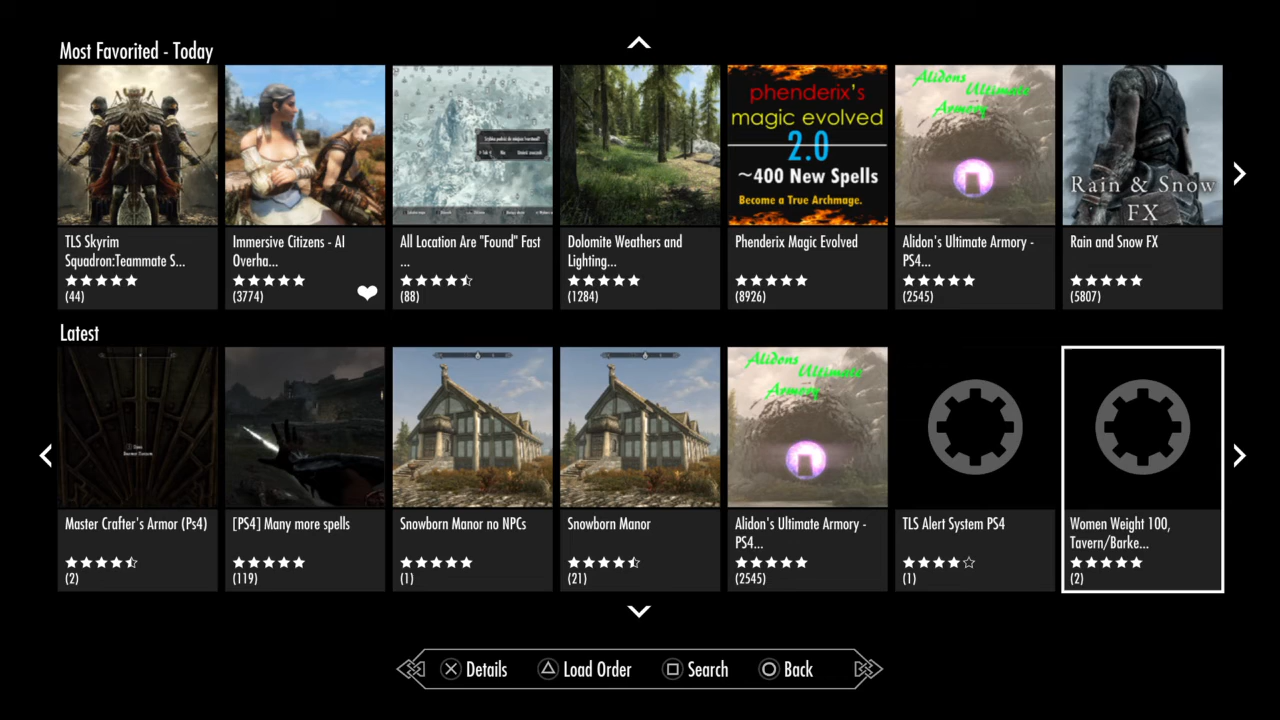 Most Favorited - Today
phenderix's
magic evolved
2.0
~400 New Spells
Become a True Archmage.
Alidons
Ultimate
Armory
Rain & Snow
FX
TLS Skyrim
Squadron:Teammate S...
(44)
Immersive Citizens - AI
Overha...
(3774)
All Location Are "Found" Fast
...
(88)
Dolomite Weathers and
Lighting...
(1284)
Phenderix Magic Evolved
(8926)
Alidon's Ultimate Armory -
PS4...
(2545)
Rain and Snow FX
(5807)
Latest
Alidons
Ultimate
Armory
Master Crafter's Armor (Ps4)
(2)
[PS4] Many more spells
(119)
Snowborn Manor no NPCs
(1)
Snowborn Manor
(21)
Alidon's Ultimate Armory -
PS4...
(2545)
TLS Alert System PS4
(1)
Women Weight 100,
Tavern/Barke...
(2)
Details
Load Order
Search
Back